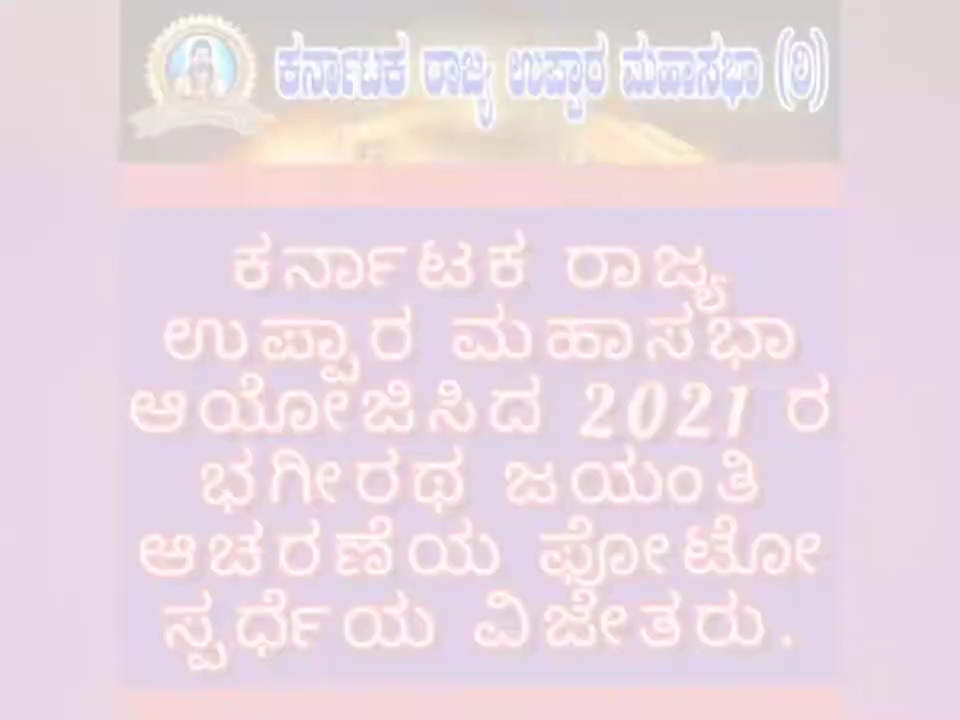 ಕರ್ನಾಟಕ ರಾಜ್ಯ ಉಪ್ಪಾರ ಮಹಾಸಭಾ (ರಿ)
ಕರ್ನಾಟಕ ರಾಜ್ಯ
ಉಪ್ಪಾರ ಮಹಾಸಭಾ
ಆಯೋಜಿಸಿದ 2021 ರ
ಭಗೀರಥ ಜಯಂತಿ
ಆಚರಣೆಯ ಫೋಟೋ
ಸ್ಪರ್ಧೆಯ ವಿಜೇತರು.